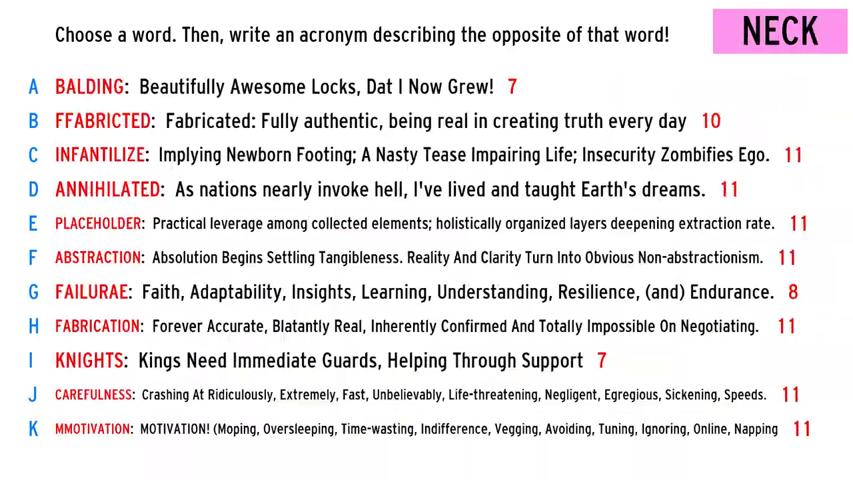 Choose a word. Then, write an acronym describing the opposite of that word!
NECK
A BALDING: Beautifully Awesome Locks, Dat I Now Grew! 7
B FFABRICTED: Fabricated: Fully authentic, being real in creating truth every day 10
C INFANTILIZE: Implying Newborn Footing; A Nasty Tease Impairing Life; Insecurity Zombifies Ego. 11
D ANNIHILATED: As nations nearly invoke hell, I've lived and taught Earth's dreams. 11
E PLACEHOLDER: Practical leverage among collected elements; holistically organized layers deepening extraction rate. 11
F ABSTRACTION: Absolution Begins Settling Tangibleness. Reality And Clarity Turn Into Obvious Non-abstractionism. 11
G FAILURAE: Faith, Adaptability, Insights, Learning, Understanding, Resilience, (and) Endurance. 8
H FABRICATION: Forever Accurate, Blatantly Real, Inherently Confirmed And Totally Impossible On Negotiating. 11
I KNIGHTS: Kings Need Immediate Guards, Helping Through Support 7
J CAREFULNESS: Crashing At Ridiculously, Extremely, Fast, Unbelievably, Life-threatening, Negligent, Egregious, Sickening, Speeds. 11
K MMOTIVATION: MOTIVATION! (Moping, Oversleeping, Time-wasting, Indifference, Vegging, Avoiding, Tuning, Ignoring, Online, Napping 11